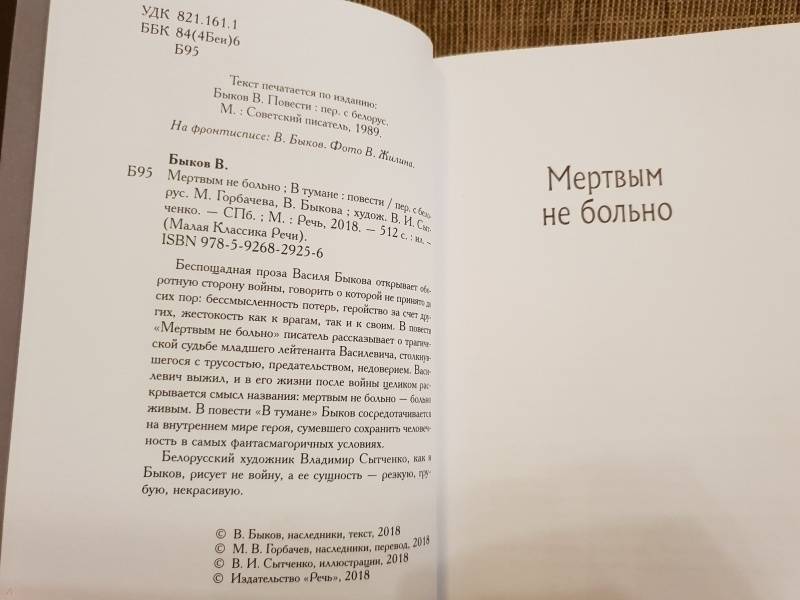 УДК 821.161.1
ББК 84(4Беи)6
Б95
Текст печатается по изданию:
Быков В. Повести : пер. с белорус.
М. : Советский писатель, 1989.
На фронтисписе: В. Быков. Фото В. Жилина.
Быков В.
Б95 Мертвым не больно ; В тумане : повести / пер. с бело-
рус. М. Горбачева, В. Быкова ; худож. В. И. Сыт-
ченко. — СПб. ; М. : Речь, 2018. — 512 с. : ил. –
(Малая Классика Речи).
ISBN 978-5-9268-2925-6
Беспощадная проза Василя Быкова открывает обо-
ротную сторону войны, говорить о которой не принято до
сих пор: бессмысленность потерь, геройство за счет дру-
гих, жестокость как к врагам, так и к своим. В повести
«Мертвым не больно» писатель рассказывает о трагиче-
ской судьбе младшего лейтенанта Василевича, столкнув-
шегося с трусостью, предательством, недоверием. Васи-
левич выжил, и в его жизни после войны целиком рас-
крывается смысл названия: мертвым не больно — больно
живым. В повести «В тумане» Быков сосредотачивается
на внутреннем мире героя, сумевшего сохранить человеч-
ность в самых фантасмагоричных условиях.
Белорусский художник Владимир Сытченко, как и
Быков, рисует не войну, а ее сущность — резкую, гру-
бую, некрасивую.
© В. Быков, наследники, текст, 2018
© М. В. Горбачев, наследники, перевод, 2018
© В. И. Сытченко, иллюстрации, 2018
© Издательство «Речь», 2018
Мертвым
не больно